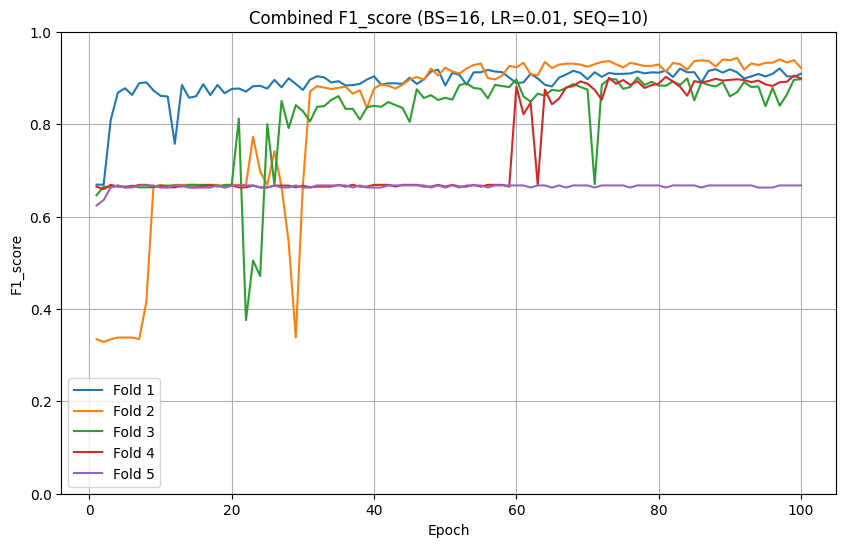 Combined F1_score (BS=16, LR=0.01, SEQ=10)
1.0
0.8
0.6
0.4
0.2
0.0
F1_score
Fold 1
Fold 2
Fold 3
Fold 4
Fold 5
0 20 40 60 80 100
Epoch